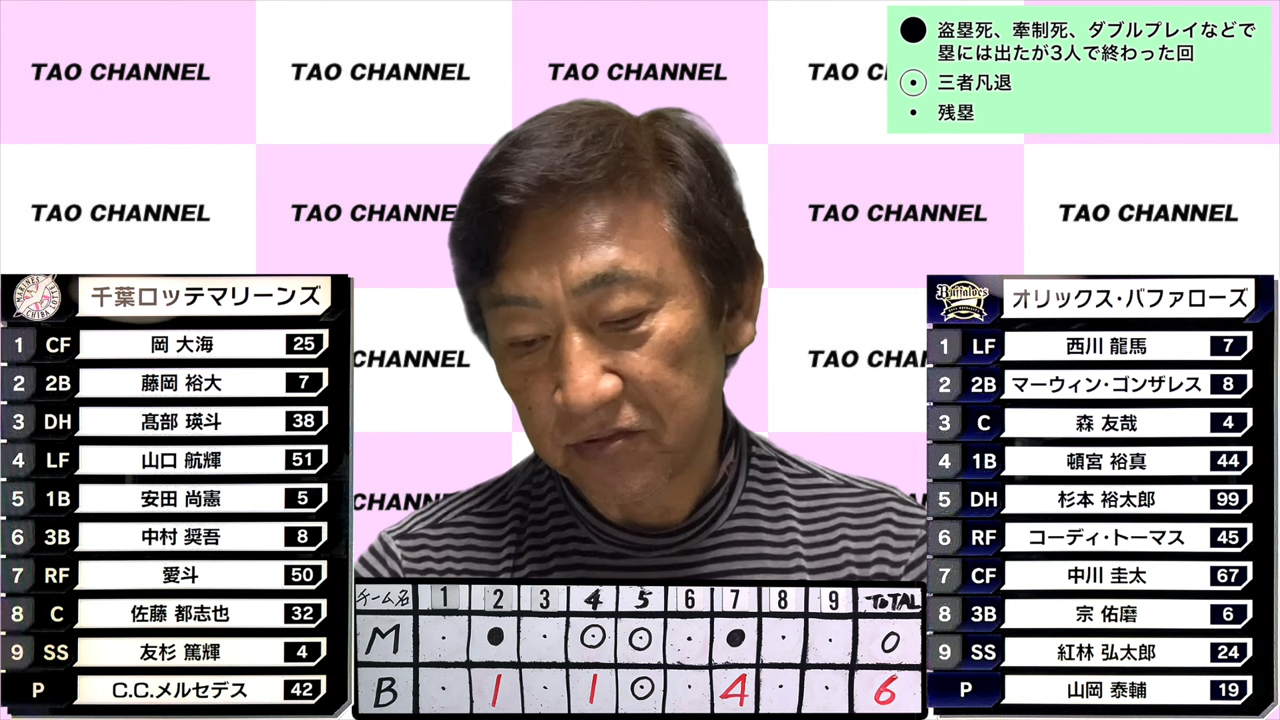 ● 盗塁死、牽制死、ダブルプレイなどで
塁には出たが3人で終わった回
三者凡退
・ 残塁
TAO CHANNEL
TAO CHANNEL
TAO CHANNEL
TAO C
TAO CHANNEL
TAO CHANNE
TAO CHANNEL
TAO CHANNEL
CHANNEL
TAO CHA
CHANN
千葉ロッテマリーンズ
1 CF 岡 大海 25
2 2B 藤岡 裕大 7
3 DH 髙部 瑛斗 38
4 LF 山口 航輝 51
5 1B 安田 尚憲 5
6 3B 中村 奨吾 8
7 RF 愛斗 50
8 C 佐藤 都志也 32
9 SS 友杉 篤輝 4
P C.C.メルセデス 42
Buffaloes
オリックス・バファローズ
1 LF 西川 龍馬 7
2 2B マーウィン・ゴンザレス 8
3 C 森 友哉 4
4 1B 頓宮 裕真 44
5 DH 杉本 裕太郎 99
6 RF コーディ・トーマス 45
7 CF 中川 圭太 67
8 3B 宗 佑磨 6
9 SS 紅林 弘太郎 24
P 山岡 泰輔 19
チーム名 1 2 3 4 5 6 7 8 9 ToTAL
M ・ ● ・ ⊙ ⊙ ・ ● ・ ・ 0
B ・ 1 ・ 1 ⊙ ・ 4 ・ ・ 6